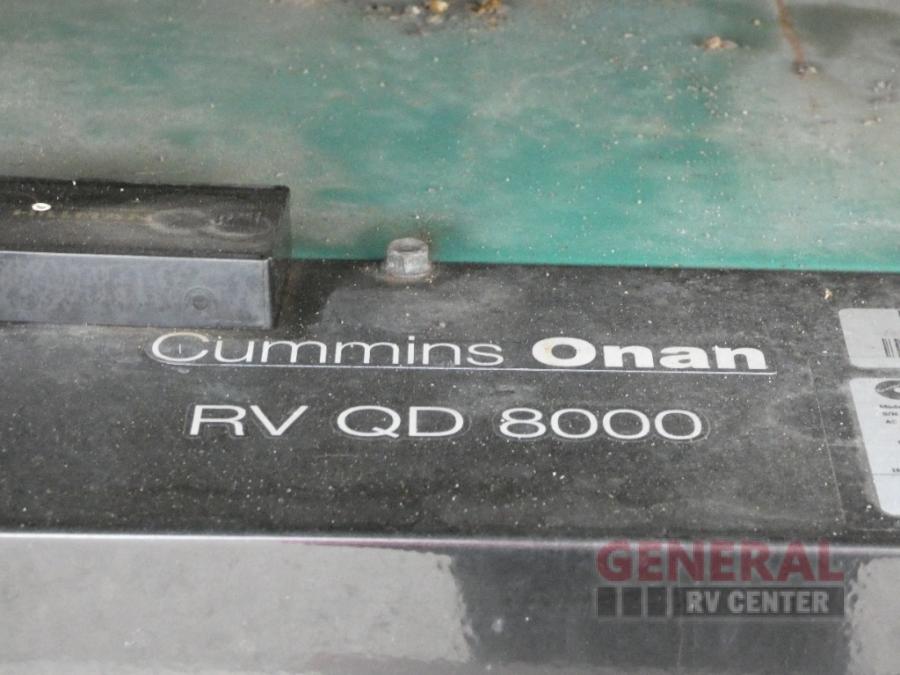 Cummins Onan
RV QD 8000
GENERAL
RV CENTER